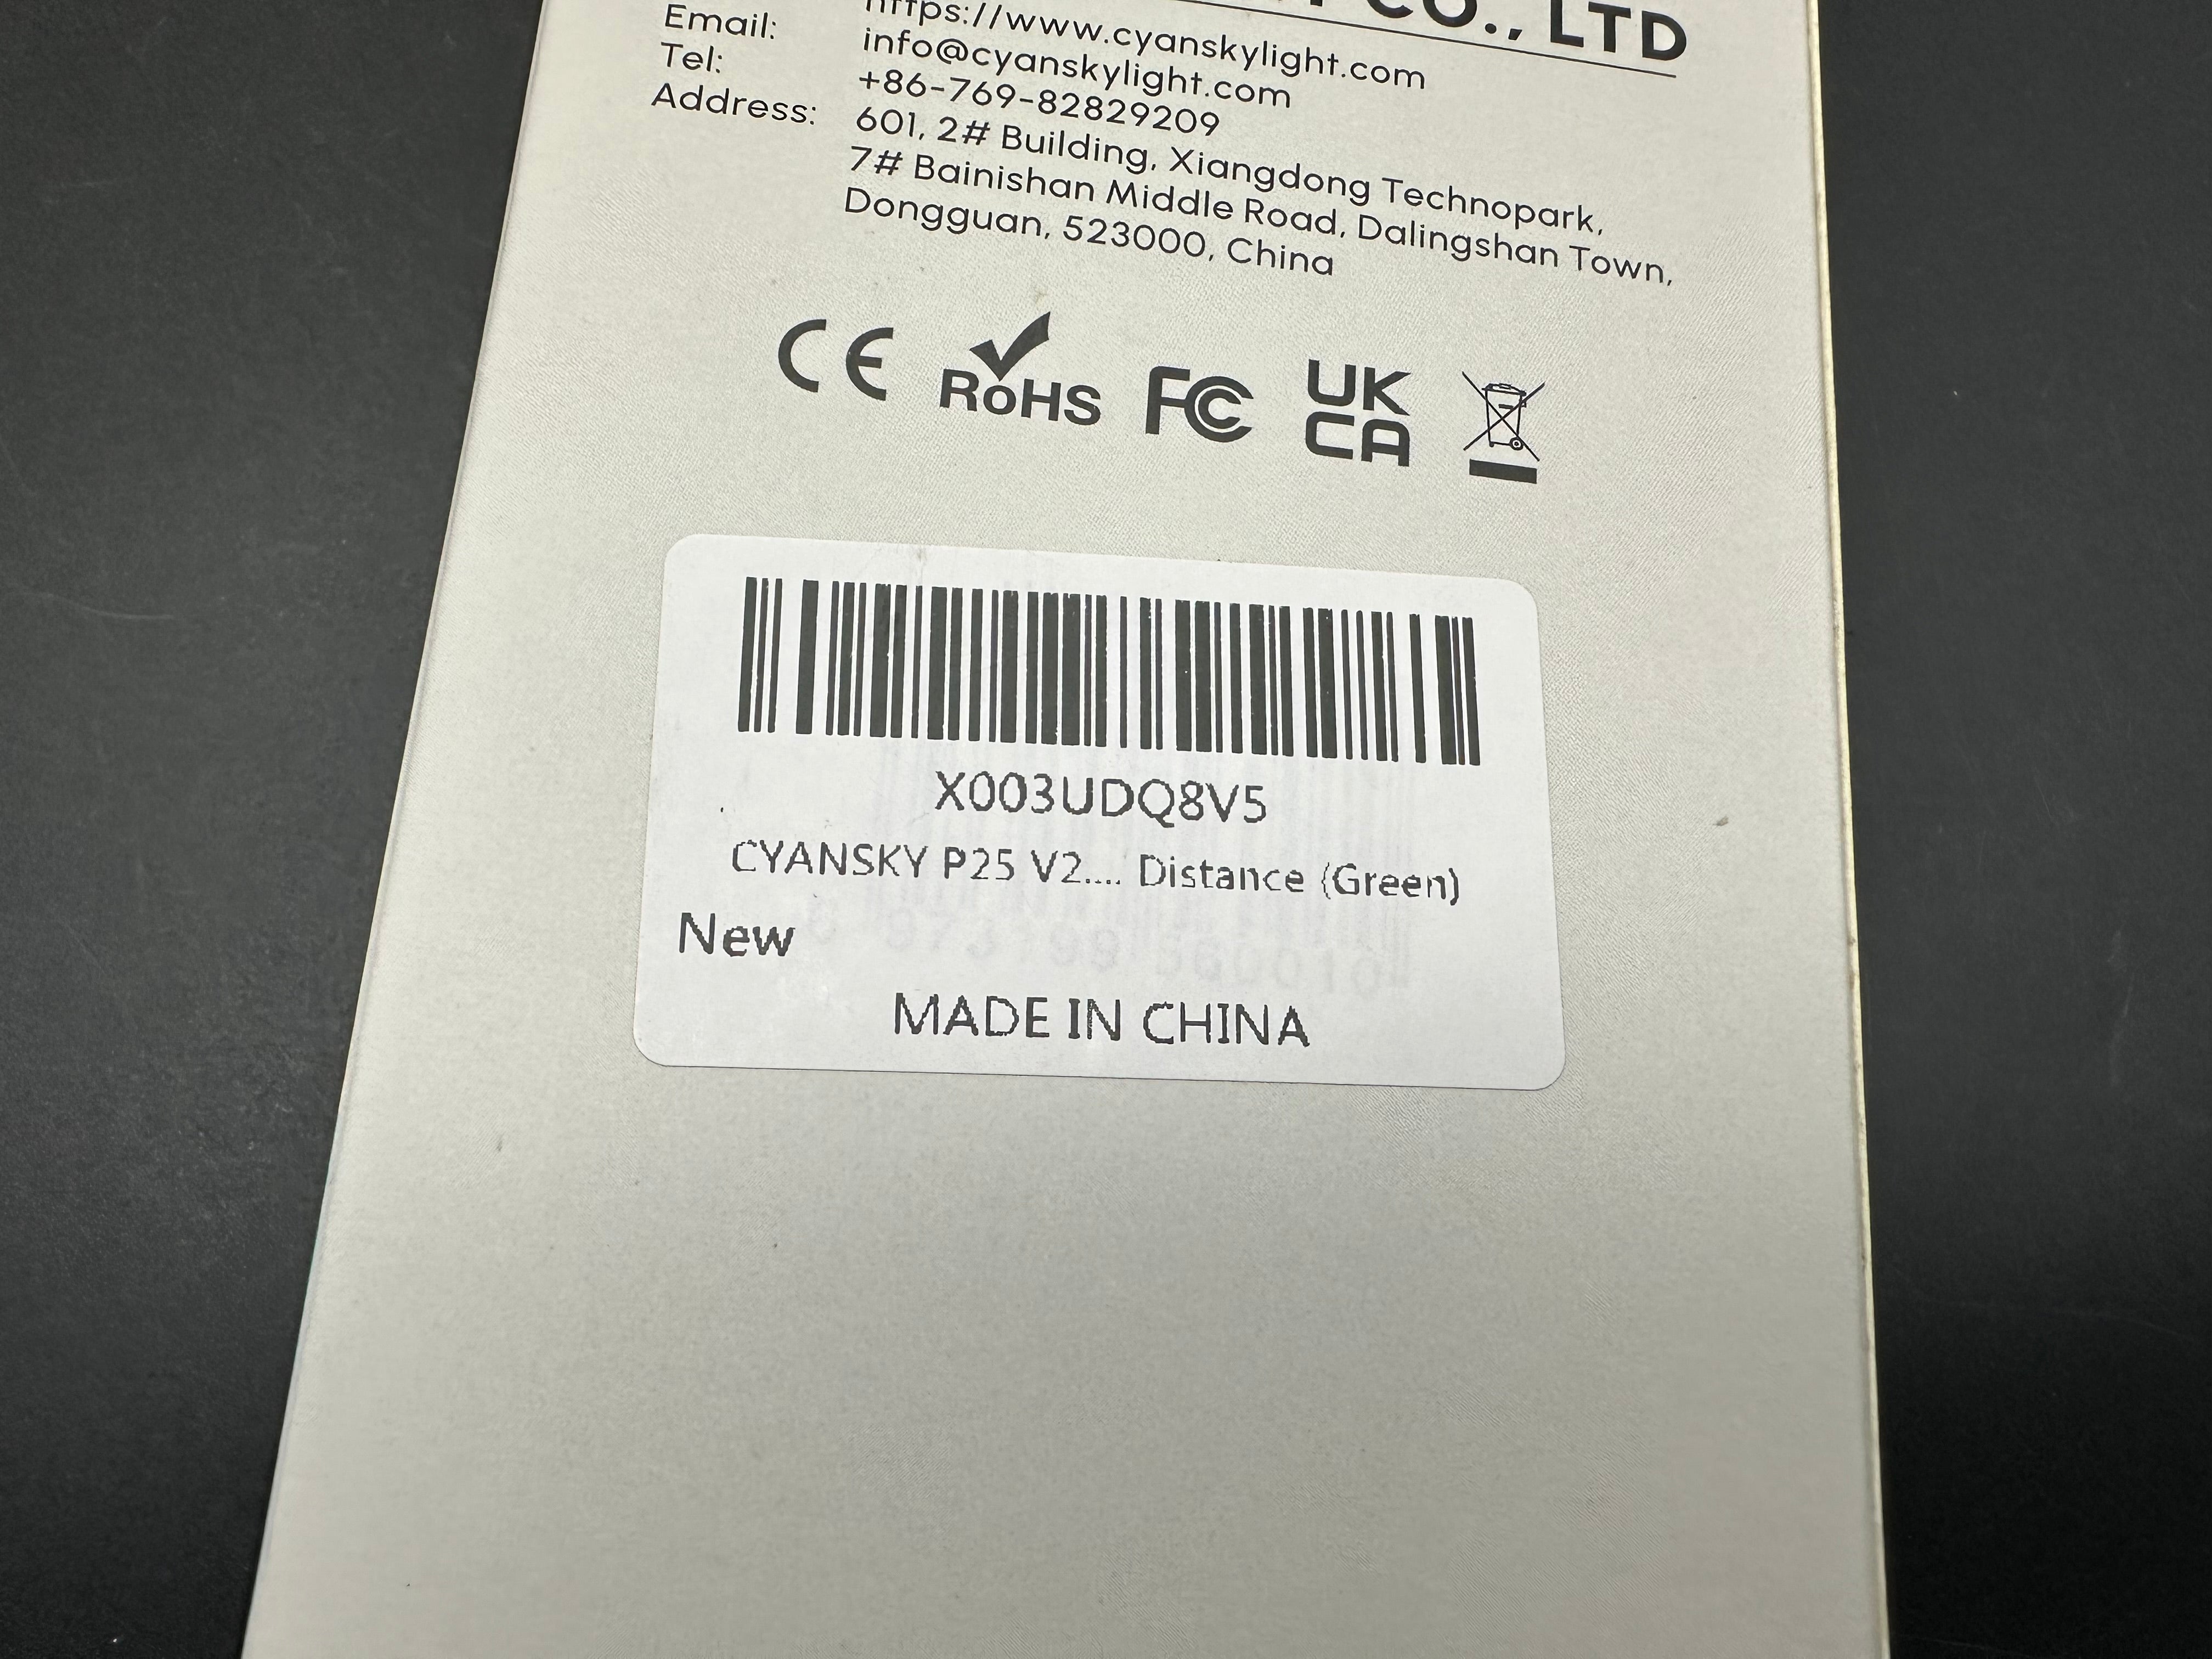 CO., LTD
https://www.cyanskylight.com
Email: info@cyanskylight.com
Tel: +86-769-82829209
Address: 601, 2# Building, Xiangdong Technopark,
7# Bainishan Middle Road, Dalingshan Town,
Dongguan, 523000, China
CE RoHS FC UK CA
X003UDQ8V5
CYANSKY P25 V2.... Distance (Green)
New
MADE IN CHINA